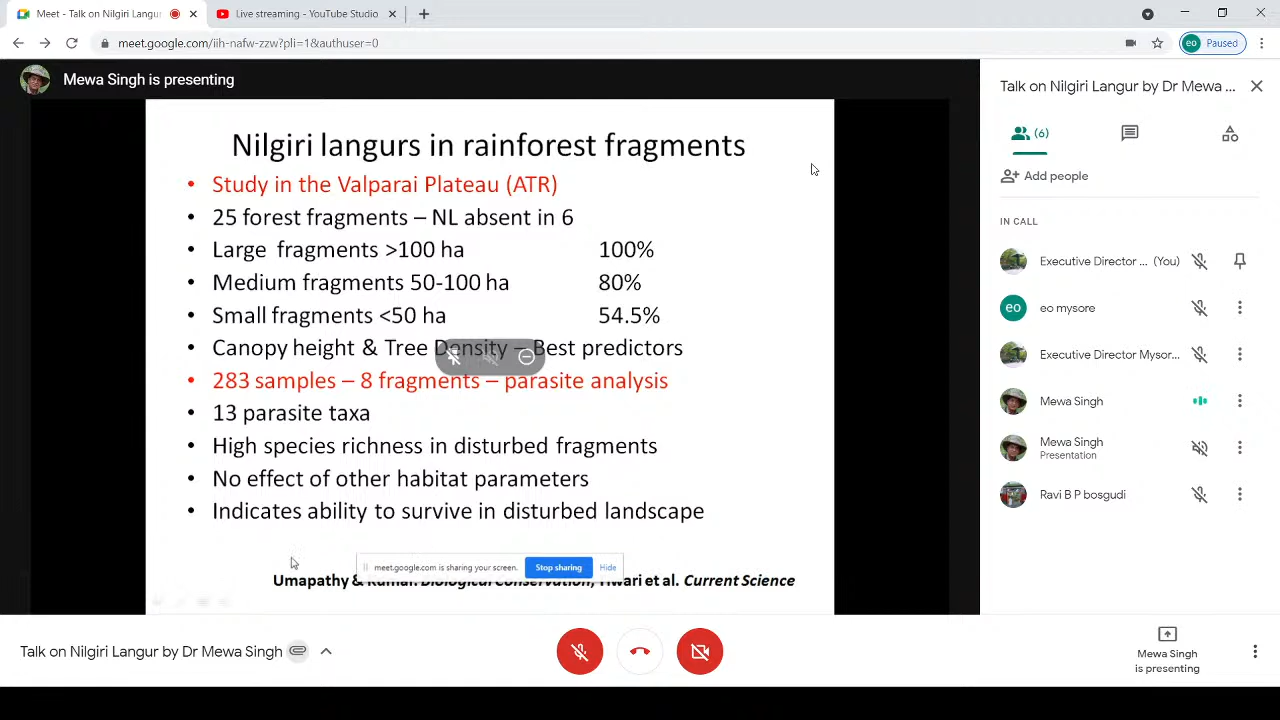 Meet - Talk on Nilgiri Langur
Live streaming - YouTube Studio
meet.google.com/iih-nafw-zzw?pli=1&authuser=0
eo Paused
Mewa Singh is presenting
Nilgiri langurs in rainforest fragments
• Study in the Valparai Plateau (ATR)
• 25 forest fragments – NL absent in 6
• Large fragments >100 ha 100%
• Medium fragments 50-100 ha 80%
• Small fragments <50 ha 54.5%
• Canopy height & Tree Density – Best predictors
• 283 samples – 8 fragments – parasite analysis
• 13 parasite taxa
• High species richness in disturbed fragments
• No effect of other habitat parameters
• Indicates ability to survive in disturbed landscape
meet.google.com is sharing your screen. Stop sharing Hide
Umapathy & Kumar. Biological Conservation, Tiwari et al. Current Science
Talk on Nilgiri Langur by Dr Mewa ...
(6)
Add people
IN CALL
Executive Director ... (You)
eo eo mysore
Executive Director Mysor...
Mewa Singh
Mewa Singh
Presentation
Ravi B P bosgudi
Talk on Nilgiri Langur by Dr Mewa Singh
Mewa Singh
is presenting